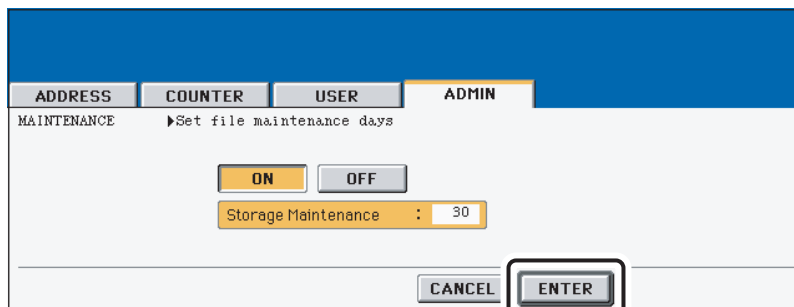 ADDRESS COUNTER USER ADMIN
MAINTENANCE ▶Set file maintenance days
ON OFF
Storage Maintenance : 30
CANCEL ENTER